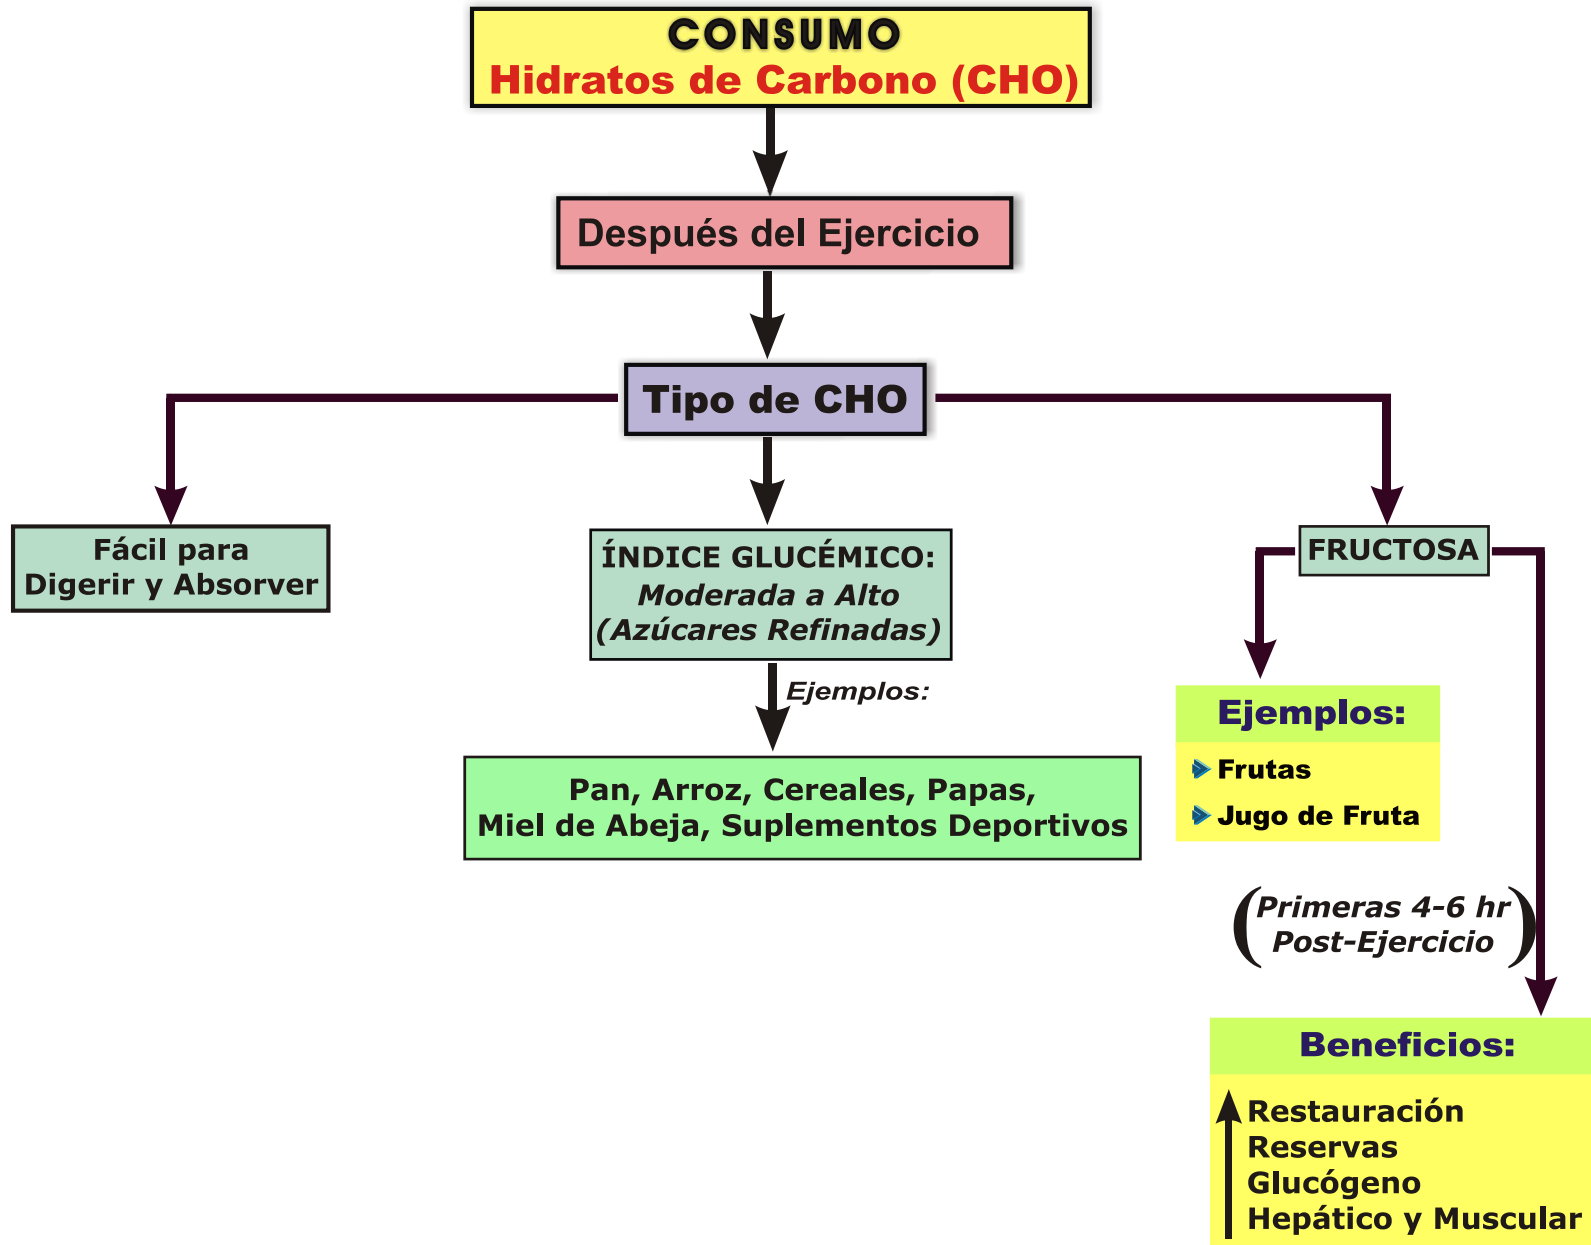 CONSUMO
Hidratos de Carbono (CHO)
Después del Ejercicio
Tipo de CHO
Fácil para
Digerir y Absorver
ÍNDICE GLUCÉMICO:
Moderada a Alto
(Azúcares Refinadas)
Ejemplos:
Pan, Arroz, Cereales, Papas,
Miel de Abeja, Suplementos Deportivos
FRUCTOSA
Ejemplos:
Frutas
Jugo de Fruta
(Primeras 4-6 hr
Post-Ejercicio)
Beneficios:
Restauración
Reservas
Glucógeno
Hepático y Muscular